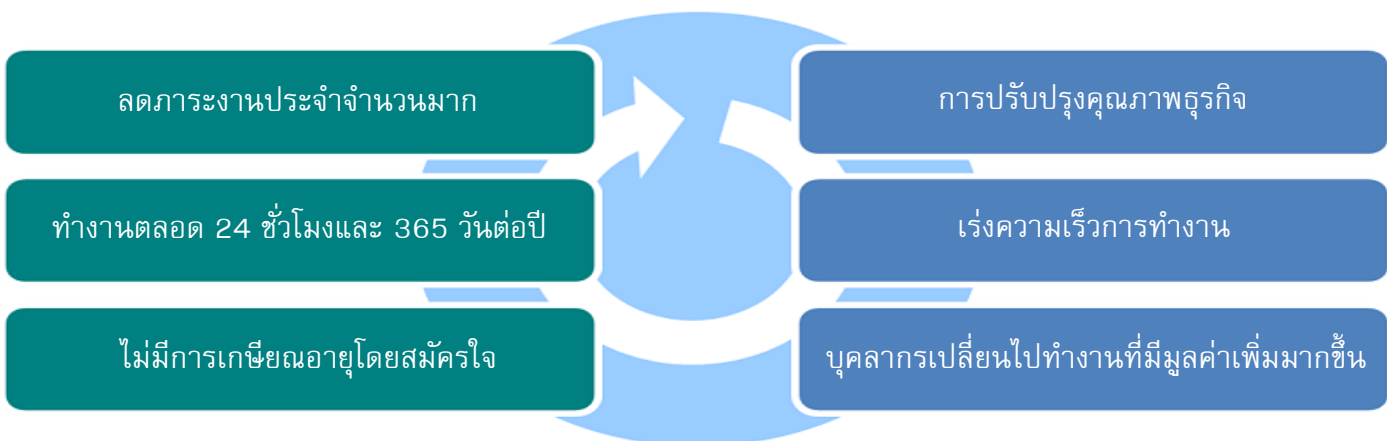 ลดภาระงานประจำจำนวนมาก
ทำงานตลอด 24 ชั่วโมงและ 365 วันต่อปี
ไม่มีการเกษียณอายุโดยสมัครใจ
การปรับปรุงคุณภาพธุรกิจ
เร่งความเร็วการทำงาน
บุคลากรเปลี่ยนไปทำงานที่มีมูลค่าเพิ่มมากขึ้น